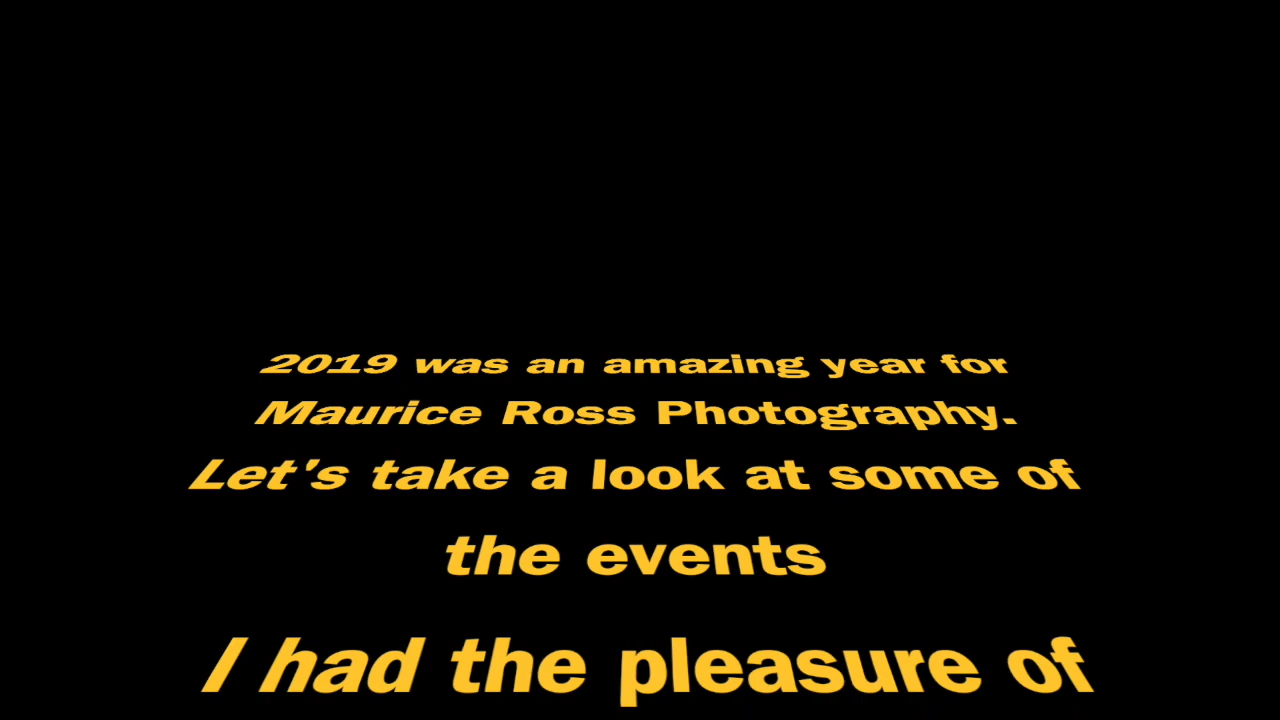 2019 was an amazing year for
Maurice Ross Photography.
Let's take a look at some of
the events
I had the pleasure of